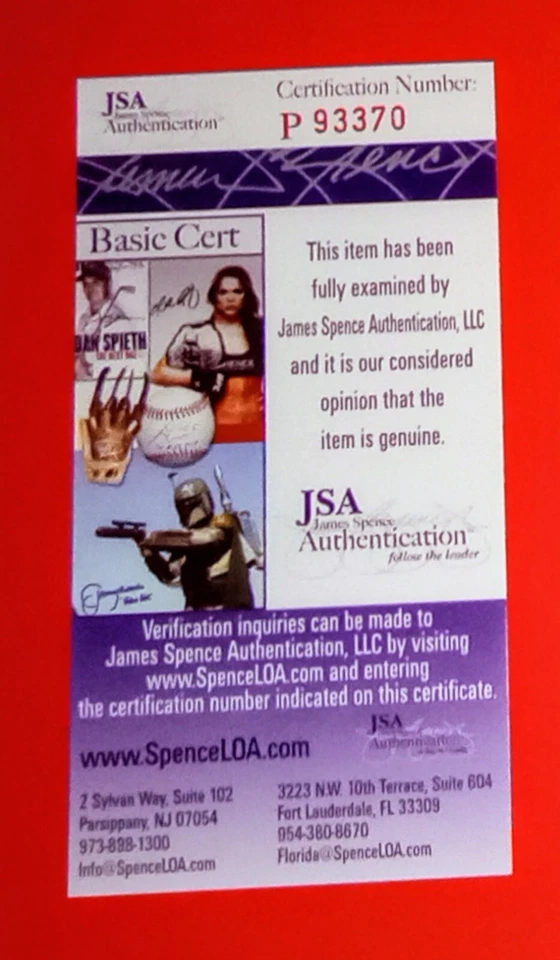 JSA
James Spence
Authentication
Certification Number:
P 93370
James Spence
Basic Cert
DAN SPIETH
This item has been
fully examined by
James Spence Authentication, LLC
and it is our considered
opinion that the
item is genuine.
JSA
James Spence
Authentication
follow the leader
Verification inquiries can be made to
James Spence Authentication, LLC by visiting
www.SpenceLOA.com and entering
the certification number indicated on this certificate.
www.SpenceLOA.com
JSA
Authentication
2 Sylvan Way, Suite 102
Parsippany, NJ 07054
973-898-1300
Info@SpenceLOA.com
3223 N.W. 10th Terrace, Suite 604
Fort Lauderdale, FL 33309
954-380-8670
Florida@SpenceLOA.com